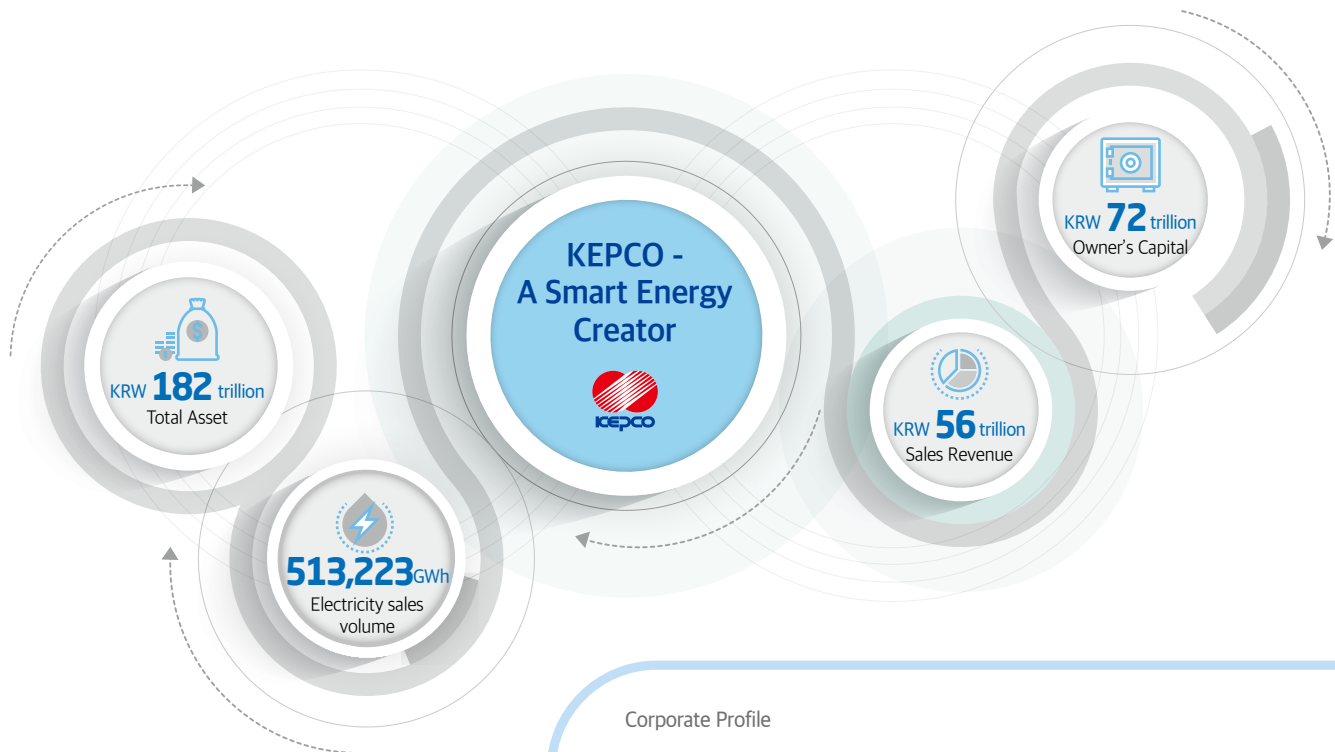 KEPCO -
A Smart Energy
Creator
KEPCO
KRW 182 trillion
Total Asset
513,223GWh
Electricity sales
volume
KRW 56 trillion
Sales Revenue
KRW 72 trillion
Owner's Capital
Corporate Profile